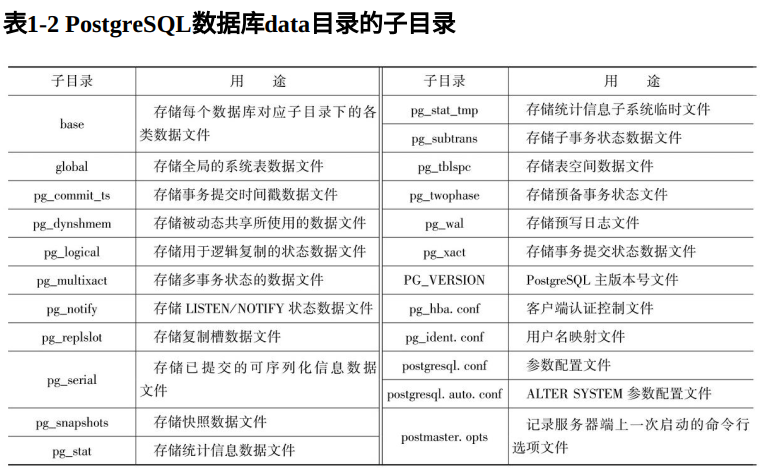 表1-2 PostgreSQL数据库data目录的子目录
子目录 用 途
base 存储每个数据库对应子目录下的各
类数据文件
global 存储全局的系统表数据文件
pg_commit_ts 存储事务提交时间戳数据文件
pg_dynshmem 存储被动态共享所使用的数据文件
pg_logical 存储用于逻辑复制的状态数据文件
pg_multixact 存储多事务状态的数据文件
pg_notify 存储 LISTEN/NOTIFY 状态数据文件
pg_replslot 存储复制槽数据文件
pg_serial 存储已提交的可序列化信息数据
文件
pg_snapshots 存储快照数据文件
pg_stat 存储统计信息数据文件
子目录 用 途
pg_stat_tmp 存储统计信息子系统临时文件
pg_subtrans 存储子事务状态数据文件
pg_tblspc 存储表空间数据文件
pg_twophase 存储预备事务状态文件
pg_wal 存储预写日志文件
pg_xact 存储事务提交状态数据文件
PG_VERSION PostgreSQL 主版本号文件
pg_hba. conf 客户端认证控制文件
pg_ident. conf 用户名映射文件
postgresql. conf 参数配置文件
postgresql. auto. conf ALTER SYSTEM 参数配置文件
postmaster. opts 记录服务器端上一次启动的命令行
选项文件